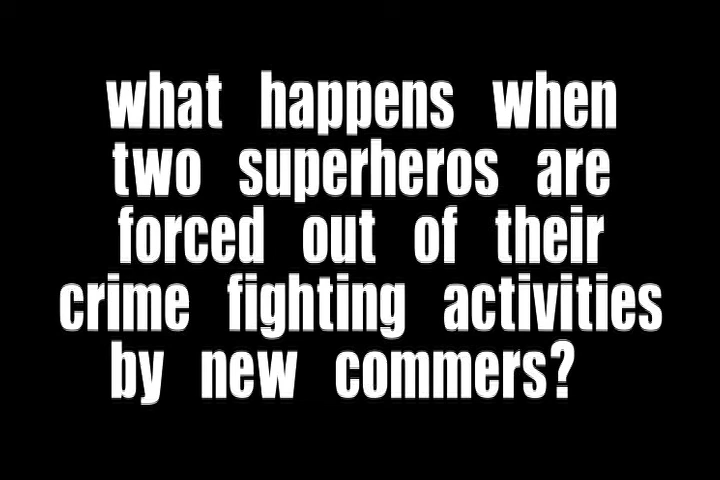 what happens when
two superheros are
forced out of their
crime fighting activities
by new commers?